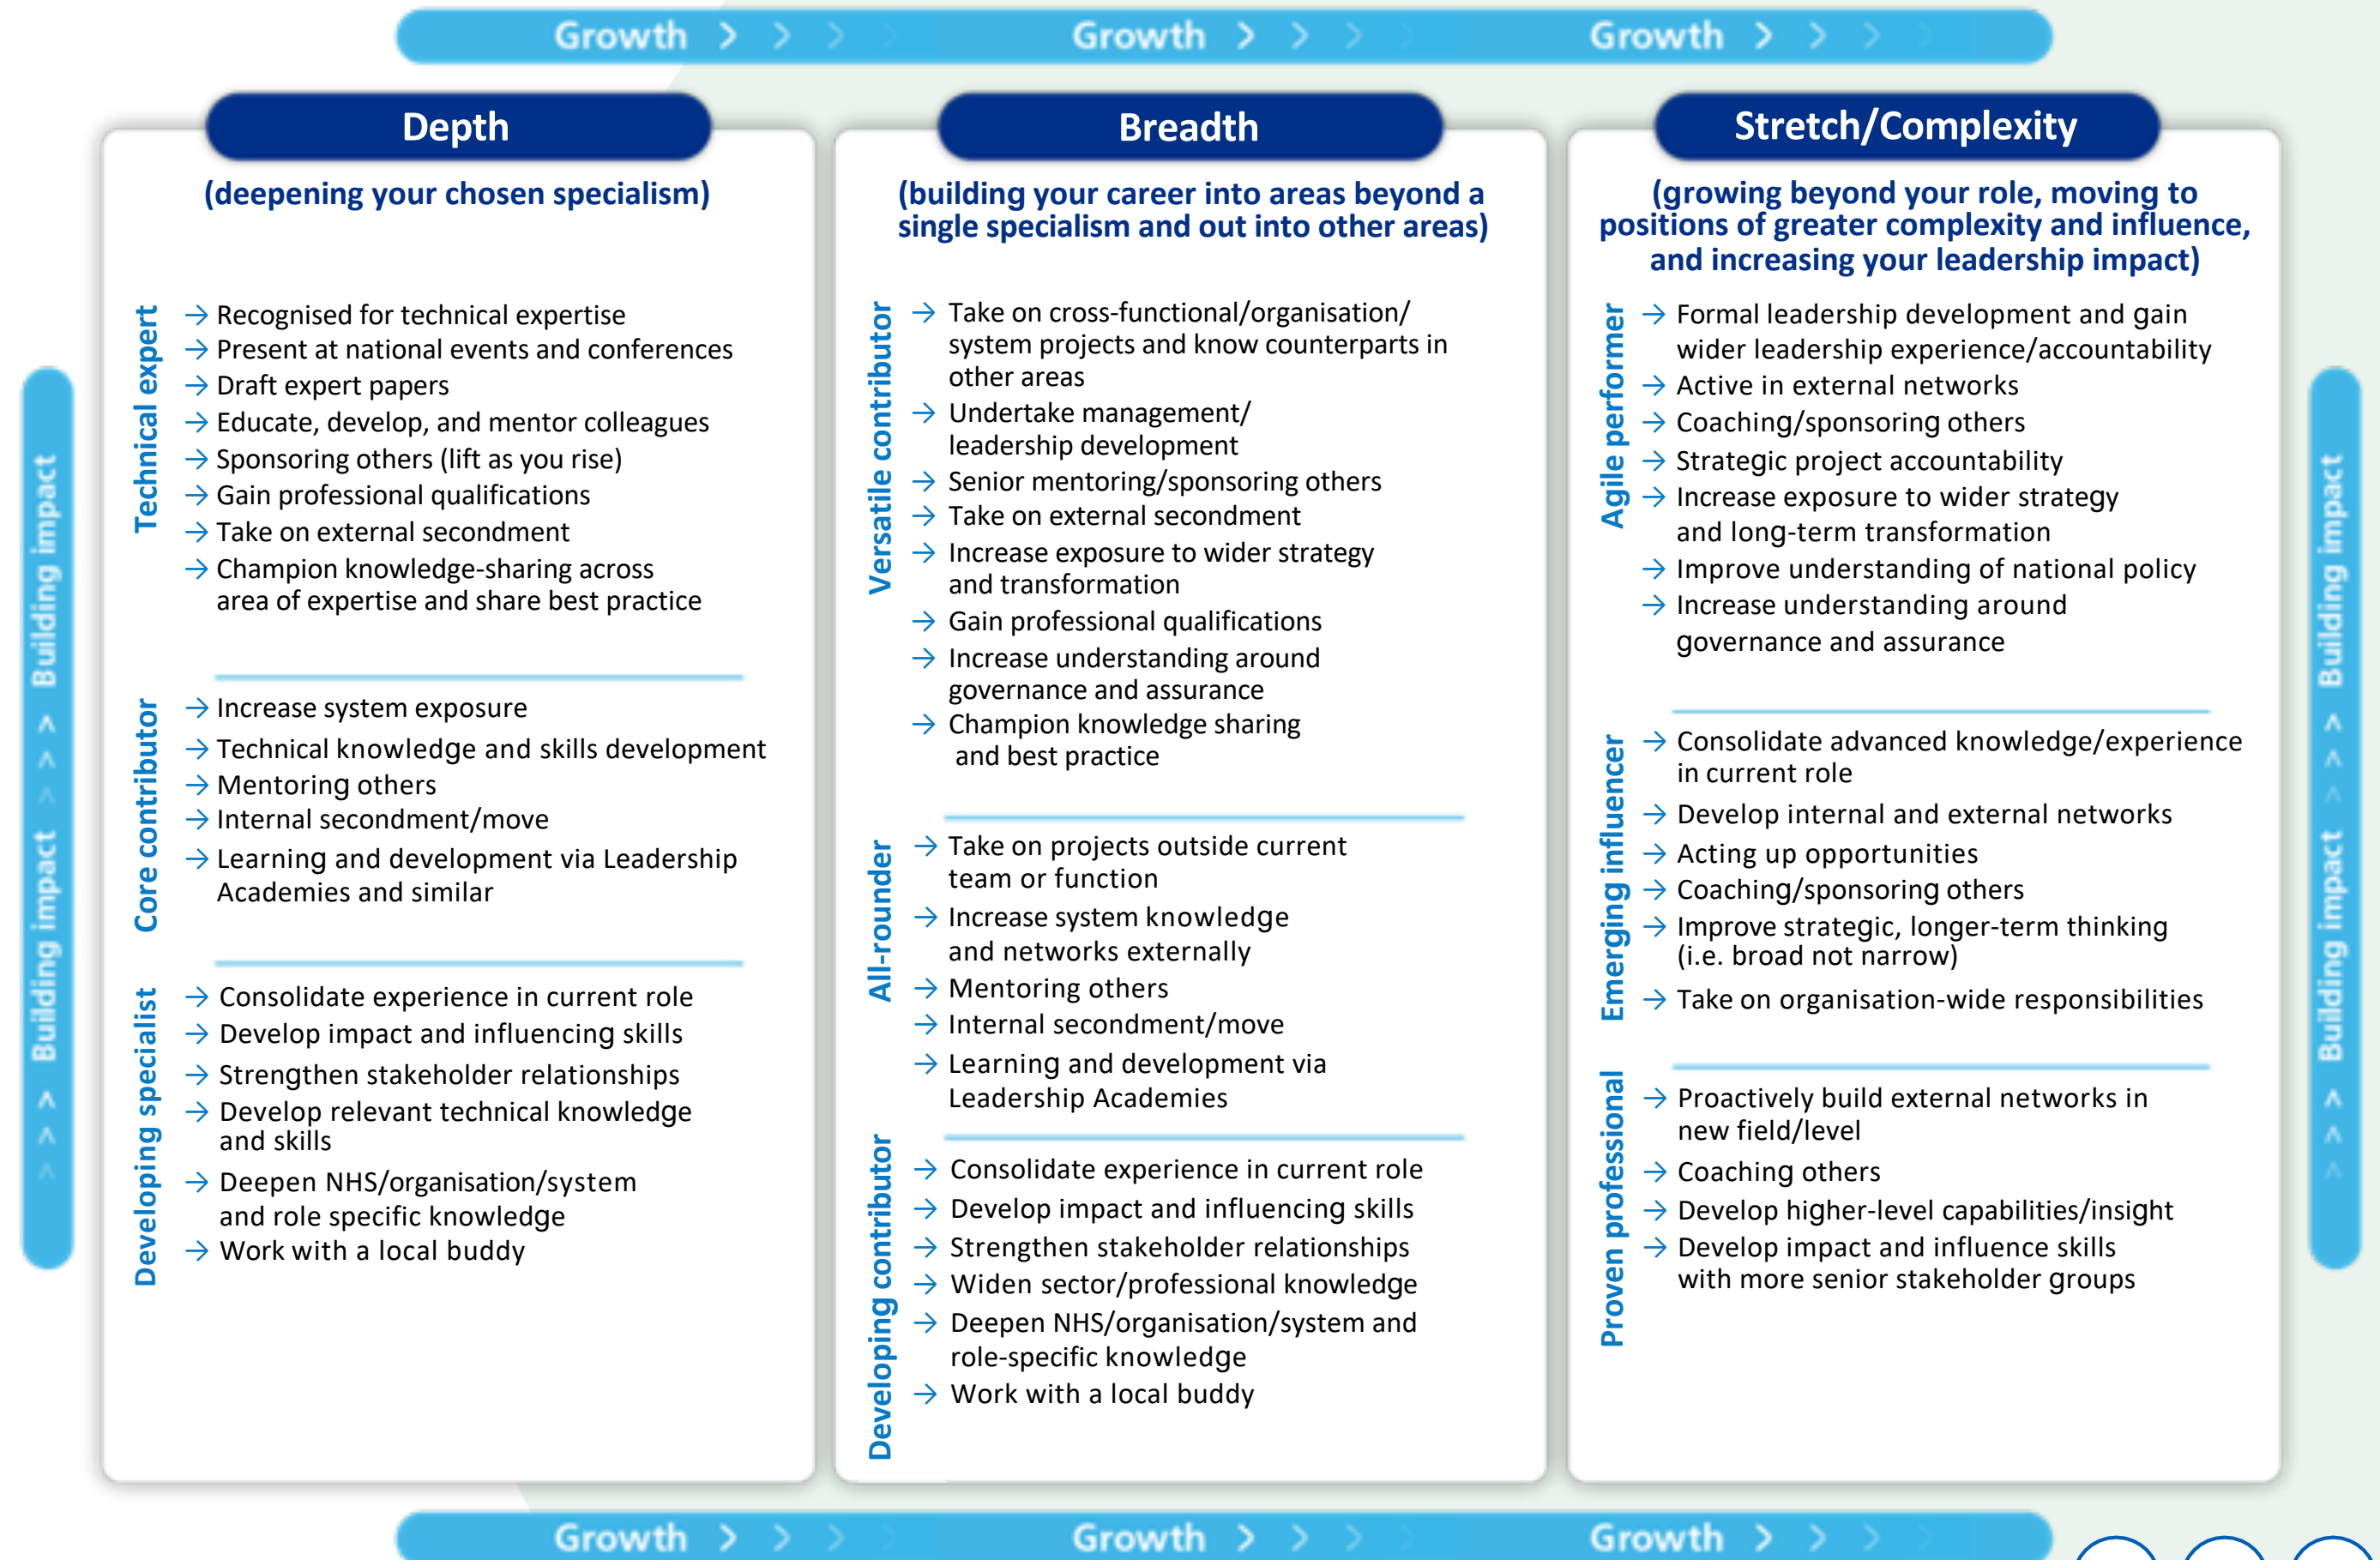 Growth > > >
Growth > > >
Growth > > >
Building impact > > > Building impact > > >
Depth
(deepening your chosen specialism)
Technical expert
→ Recognised for technical expertise
→ Present at national events and conferences
→ Draft expert papers
→ Educate, develop, and mentor colleagues
→ Sponsoring others (lift as you rise)
→ Gain professional qualifications
→ Take on external secondment
→ Champion knowledge-sharing across
area of expertise and share best practice
Core contributor
→ Increase system exposure
→ Technical knowledge and skills development
→ Mentoring others
→ Internal secondment/move
→ Learning and development via Leadership
Academies and similar
Developing specialist
→ Consolidate experience in current role
→ Develop impact and influencing skills
→ Strengthen stakeholder relationships
→ Develop relevant technical knowledge
and skills
→ Deepen NHS/organisation/system
and role specific knowledge
→ Work with a local buddy
Breadth
(building your career into areas beyond a
single specialism and out into other areas)
Versatile contributor
→ Take on cross-functional/organisation/
system projects and know counterparts in
other areas
→ Undertake management/
leadership development
→ Senior mentoring/sponsoring others
→ Take on external secondment
→ Increase exposure to wider strategy
and transformation
→ Gain professional qualifications
→ Increase understanding around
governance and assurance
→ Champion knowledge sharing
and best practice
All-rounder
→ Take on projects outside current
team or function
→ Increase system knowledge
and networks externally
→ Mentoring others
→ Internal secondment/move
→ Learning and development via
Leadership Academies
Developing contributor
→ Consolidate experience in current role
→ Develop impact and influencing skills
→ Strengthen stakeholder relationships
→ Widen sector/professional knowledge
→ Deepen NHS/organisation/system and
role-specific knowledge
→ Work with a local buddy
Stretch/Complexity
(growing beyond your role, moving to
positions of greater complexity and influence,
and increasing your leadership impact)
Agile performer
→ Formal leadership development and gain
wider leadership experience/accountability
→ Active in external networks
→ Coaching/sponsoring others
→ Strategic project accountability
→ Increase exposure to wider strategy
and long-term transformation
→ Improve understanding of national policy
→ Increase understanding around
governance and assurance
Emerging influencer
→ Consolidate advanced knowledge/experience
in current role
→ Develop internal and external networks
→ Acting up opportunities
→ Coaching/sponsoring others
→ Improve strategic, longer-term thinking
(i.e. broad not narrow)
→ Take on organisation-wide responsibilities
Proven professional
→ Proactively build external networks in
new field/level
→ Coaching others
→ Develop higher-level capabilities/insight
→ Develop impact and influence skills
with more senior stakeholder groups
Building impact > > > Building impact > > >
Growth > > >
Growth > > >
Growth > > >